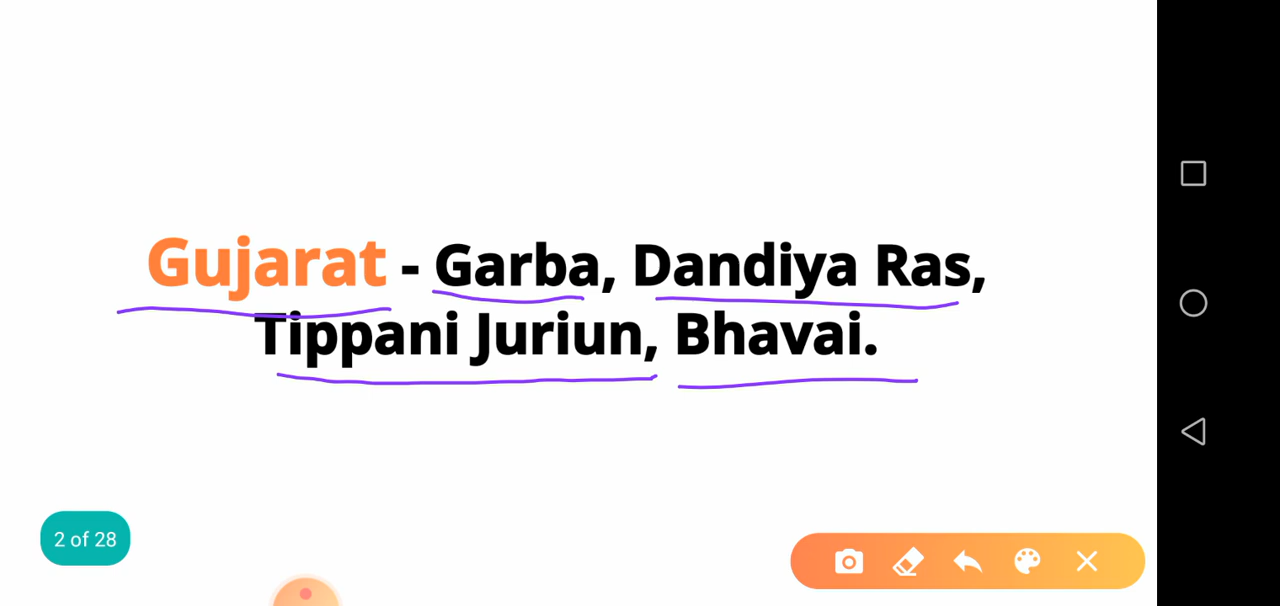 Gujarat - Garba, Dandiya Ras,
Tippani Juriun, Bhavai.
2 of 28